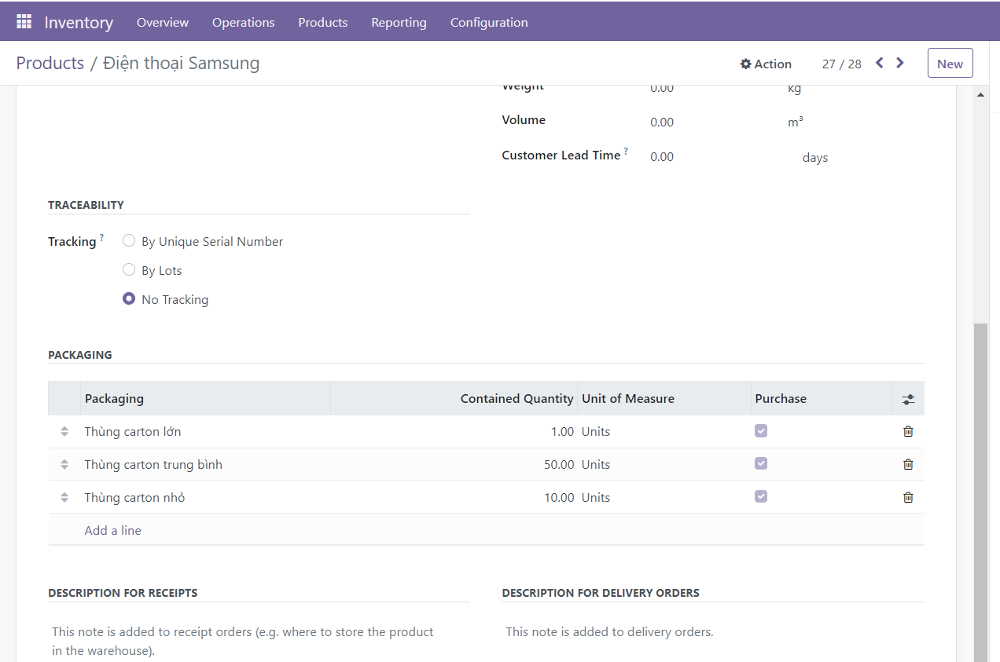 Inventory Overview Operations Products Reporting Configuration
Products / Điện thoại Samsung Action 27 / 28 New
Weight 0.00 kg
Volume 0.00 m³
Customer Lead Time ? 0.00 days
TRACEABILITY
Tracking ? By Unique Serial Number
By Lots
No Tracking
PACKAGING
Packaging Contained Quantity Unit of Measure Purchase
Thùng carton lớn 1.00 Units
Thùng carton trung bình 50.00 Units
Thùng carton nhỏ 10.00 Units
Add a line
DESCRIPTION FOR RECEIPTS DESCRIPTION FOR DELIVERY ORDERS
This note is added to receipt orders (e.g. where to store the product This note is added to delivery orders.
in the warehouse).